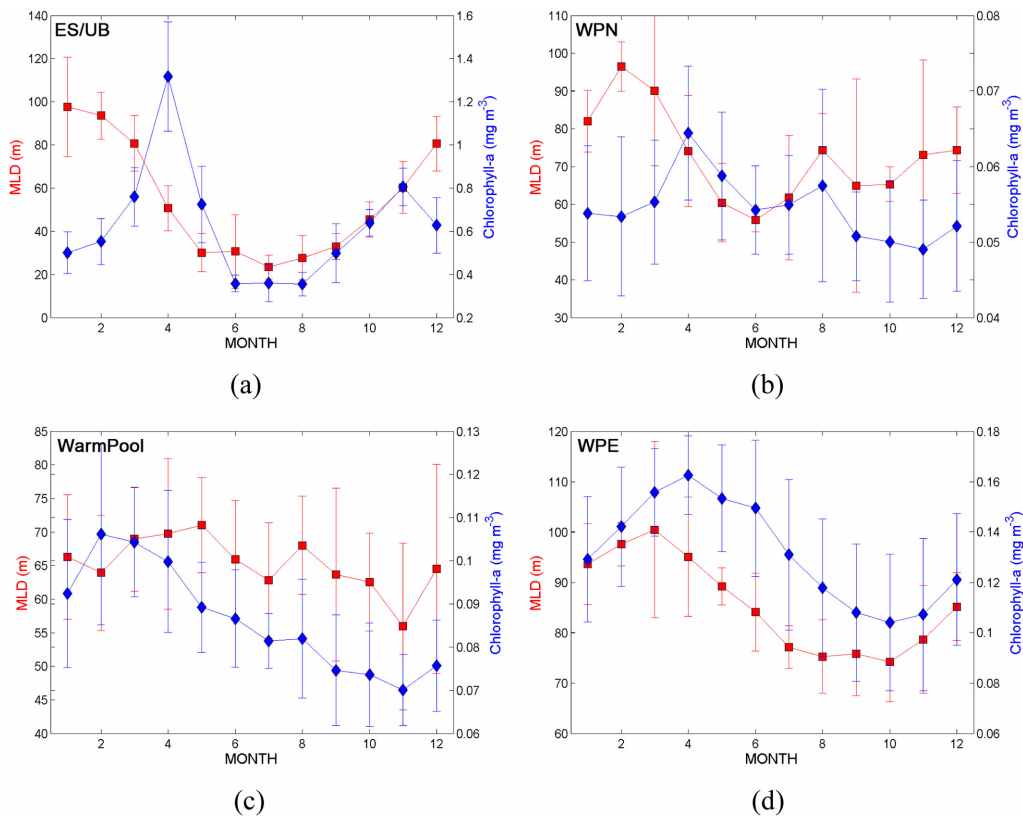 ES/UB
140
120
100
80
60
40
20
0
MLD (m)
1.6
1.4
1.2
1
0.8
0.6
0.4
0.2
Chlorophyll-a (mg m-3)
2 4 6 8 10 12
MONTH
(a)
WPN
110
100
90
80
70
60
50
40
30
MLD (m)
0.08
0.07
0.06
0.05
0.04
Chlorophyll-a (mg m-3)
2 4 6 8 10 12
MONTH
(b)
WarmPool
85
80
75
70
65
60
55
50
45
40
MLD (m)
0.13
0.12
0.11
0.1
0.09
0.08
0.07
0.06
Chlorophyll-a (mg m-3)
2 4 6 8 10 12
MONTH
(c)
WPE
120
110
100
90
80
70
60
MLD (m)
0.18
0.16
0.14
0.12
0.1
0.08
0.06
Chlorophyll-a (mg m-3)
2 4 6 8 10 12
MONTH
(d)